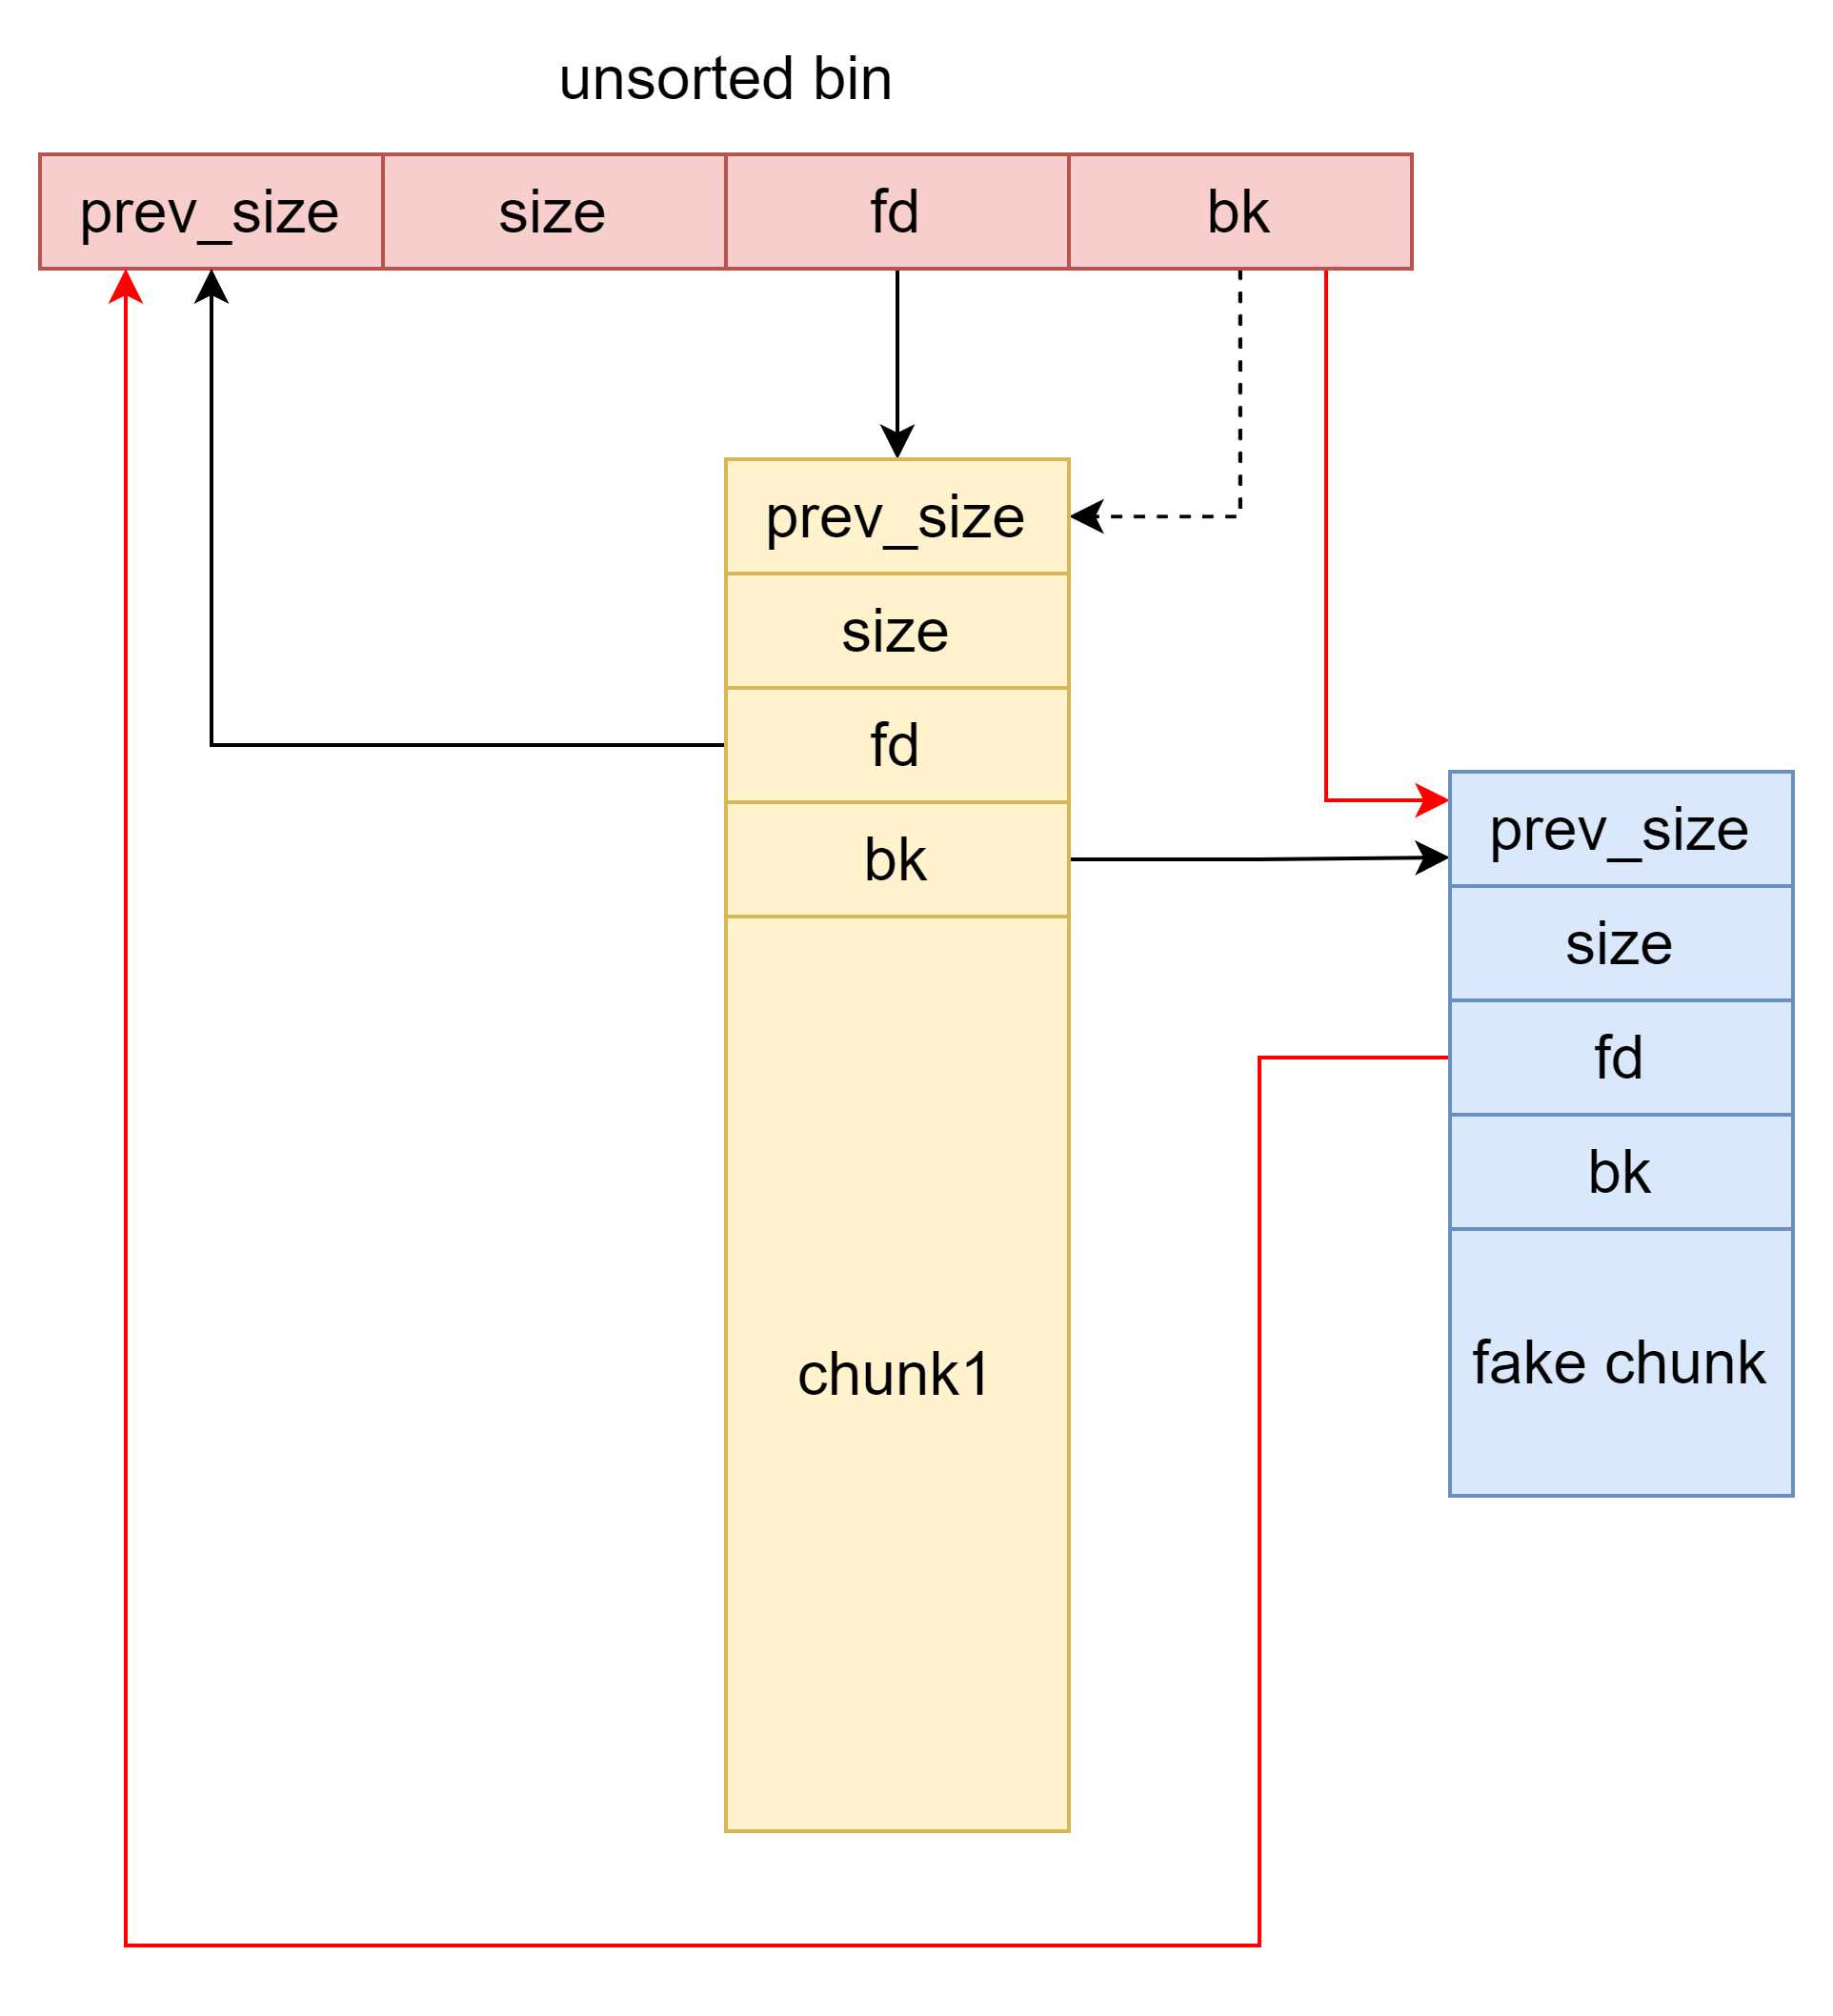 unsorted bin
prev_size size fd bk
prev_size
size
fd
bk
chunk1
prev_size
size
fd
bk
fake chunk